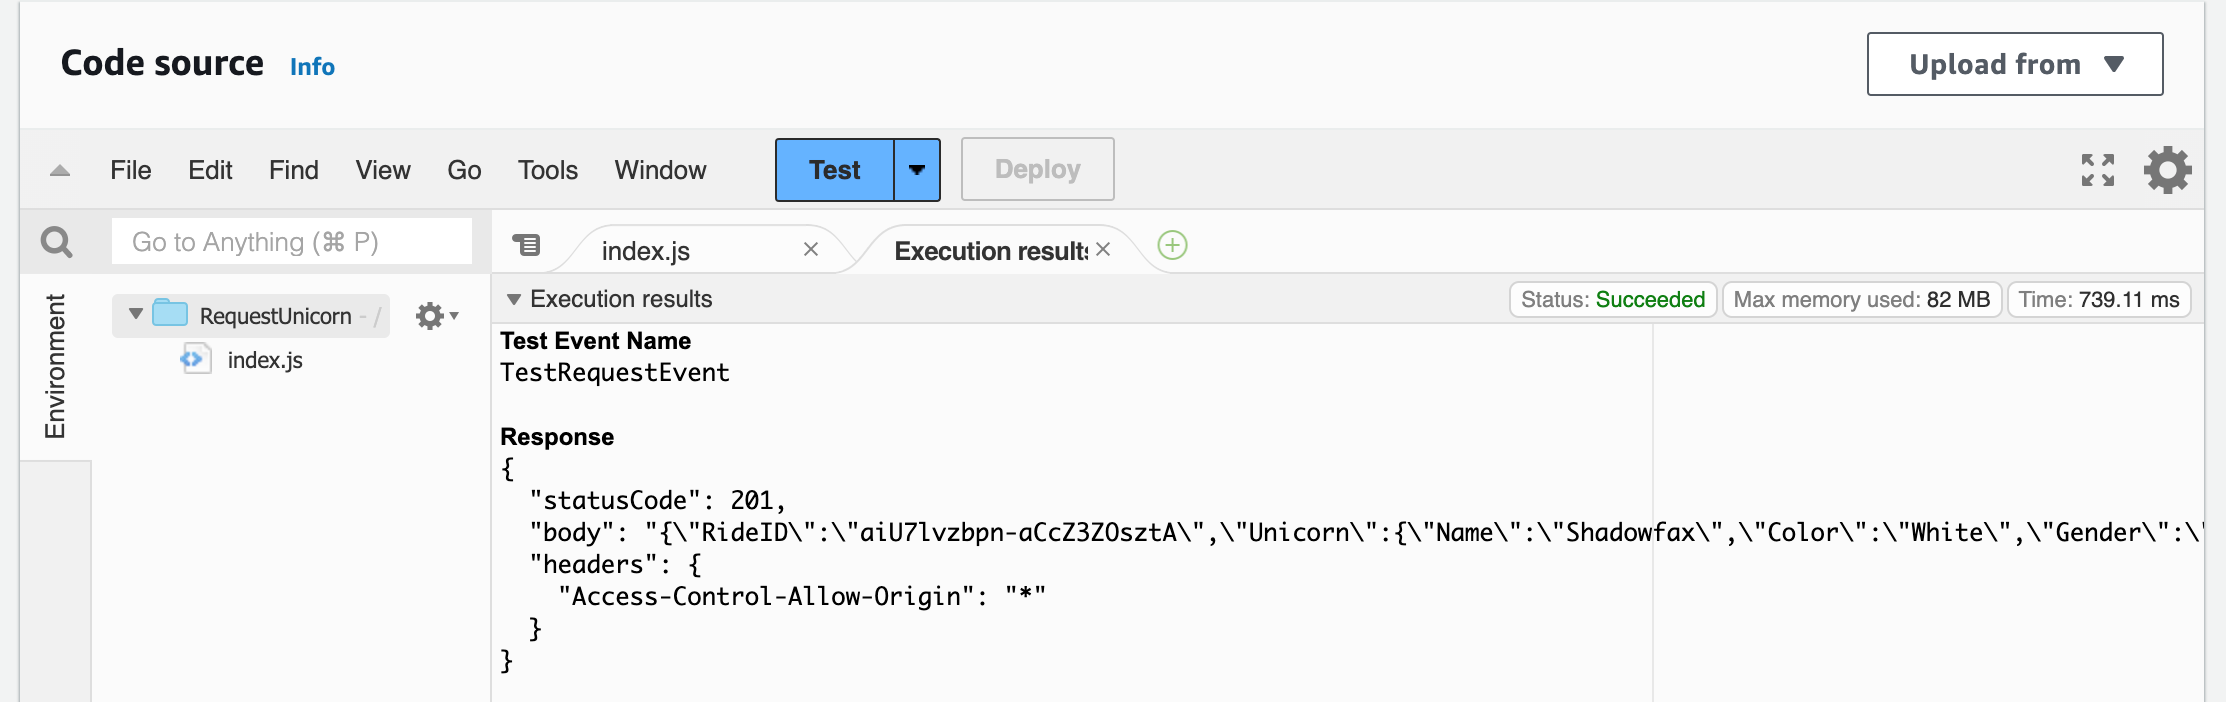 Code source Info
Upload from
File Edit Find View Go Tools Window Test Deploy
Go to Anything (⌘ P)
index.js
Execution results
Environment
RequestUnicorn - /
index.js
Execution results
Status: Succeeded
Max memory used: 82 MB
Time: 739.11 ms
Test Event Name
TestRequestEvent
Response
{
  "statusCode": 201,
  "body": "{\"RideID\":\"aiU7lvzbpn-aCcZ3ZOsztA\",\"Unicorn\":{\"Name\":\"Shadowfax\",\"Color\":\"White\",\"Gender\":\"
  "headers": {
    "Access-Control-Allow-Origin": "*"
  }
}